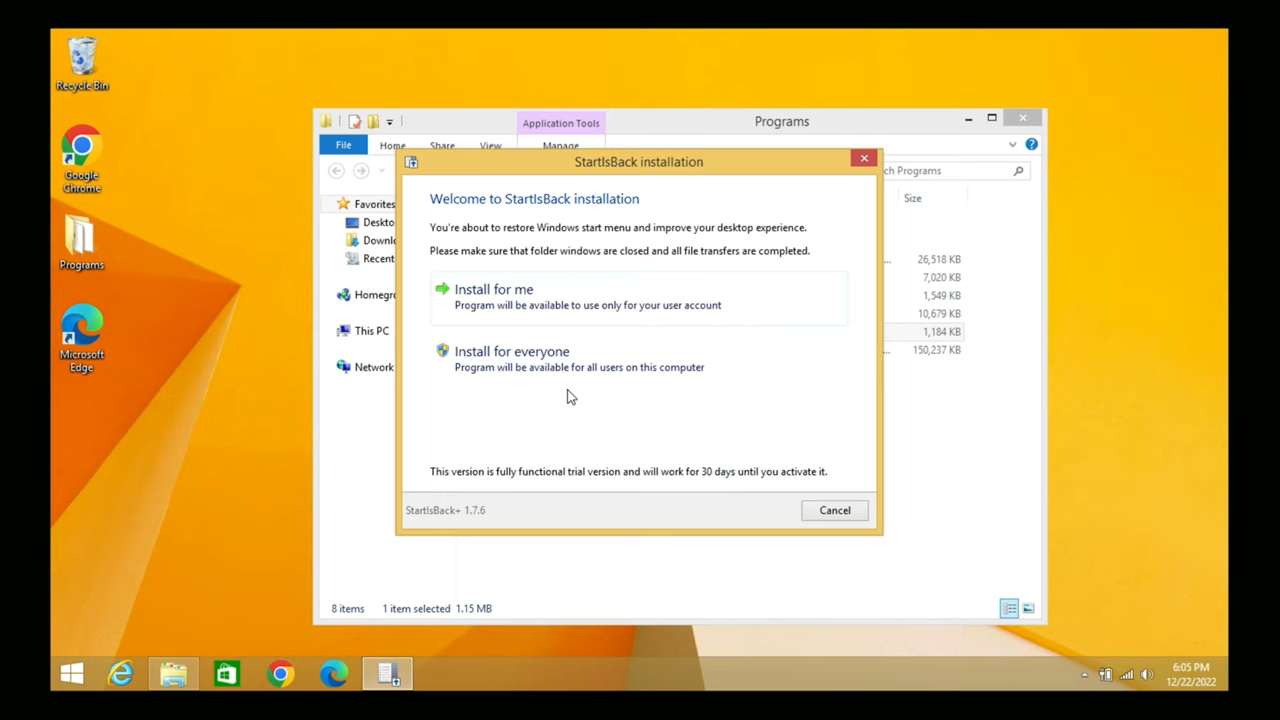 Recycle Bin
Google
Chrome
Programs
Microsoft
Edge
Application Tools
Programs
File
Home
Share
View
Manage
ch Programs
Favorites
Deskto
Downl
Recent
Homegr
This PC
Network
Size
26,518 KB
7,020 KB
1,549 KB
10,679 KB
1,184 KB
150,237 KB
StartIsBack installation
Welcome to StartIsBack installation
You're about to restore Windows start menu and improve your desktop experience.
Please make sure that folder windows are closed and all file transfers are completed.
Install for me
Program will be available to use only for your user account
Install for everyone
Program will be available for all users on this computer
This version is fully functional trial version and will work for 30 days until you activate it.
StartIsBack+ 1.7.6
Cancel
8 items
1 item selected 1.15 MB
6:05 PM
12/22/2022